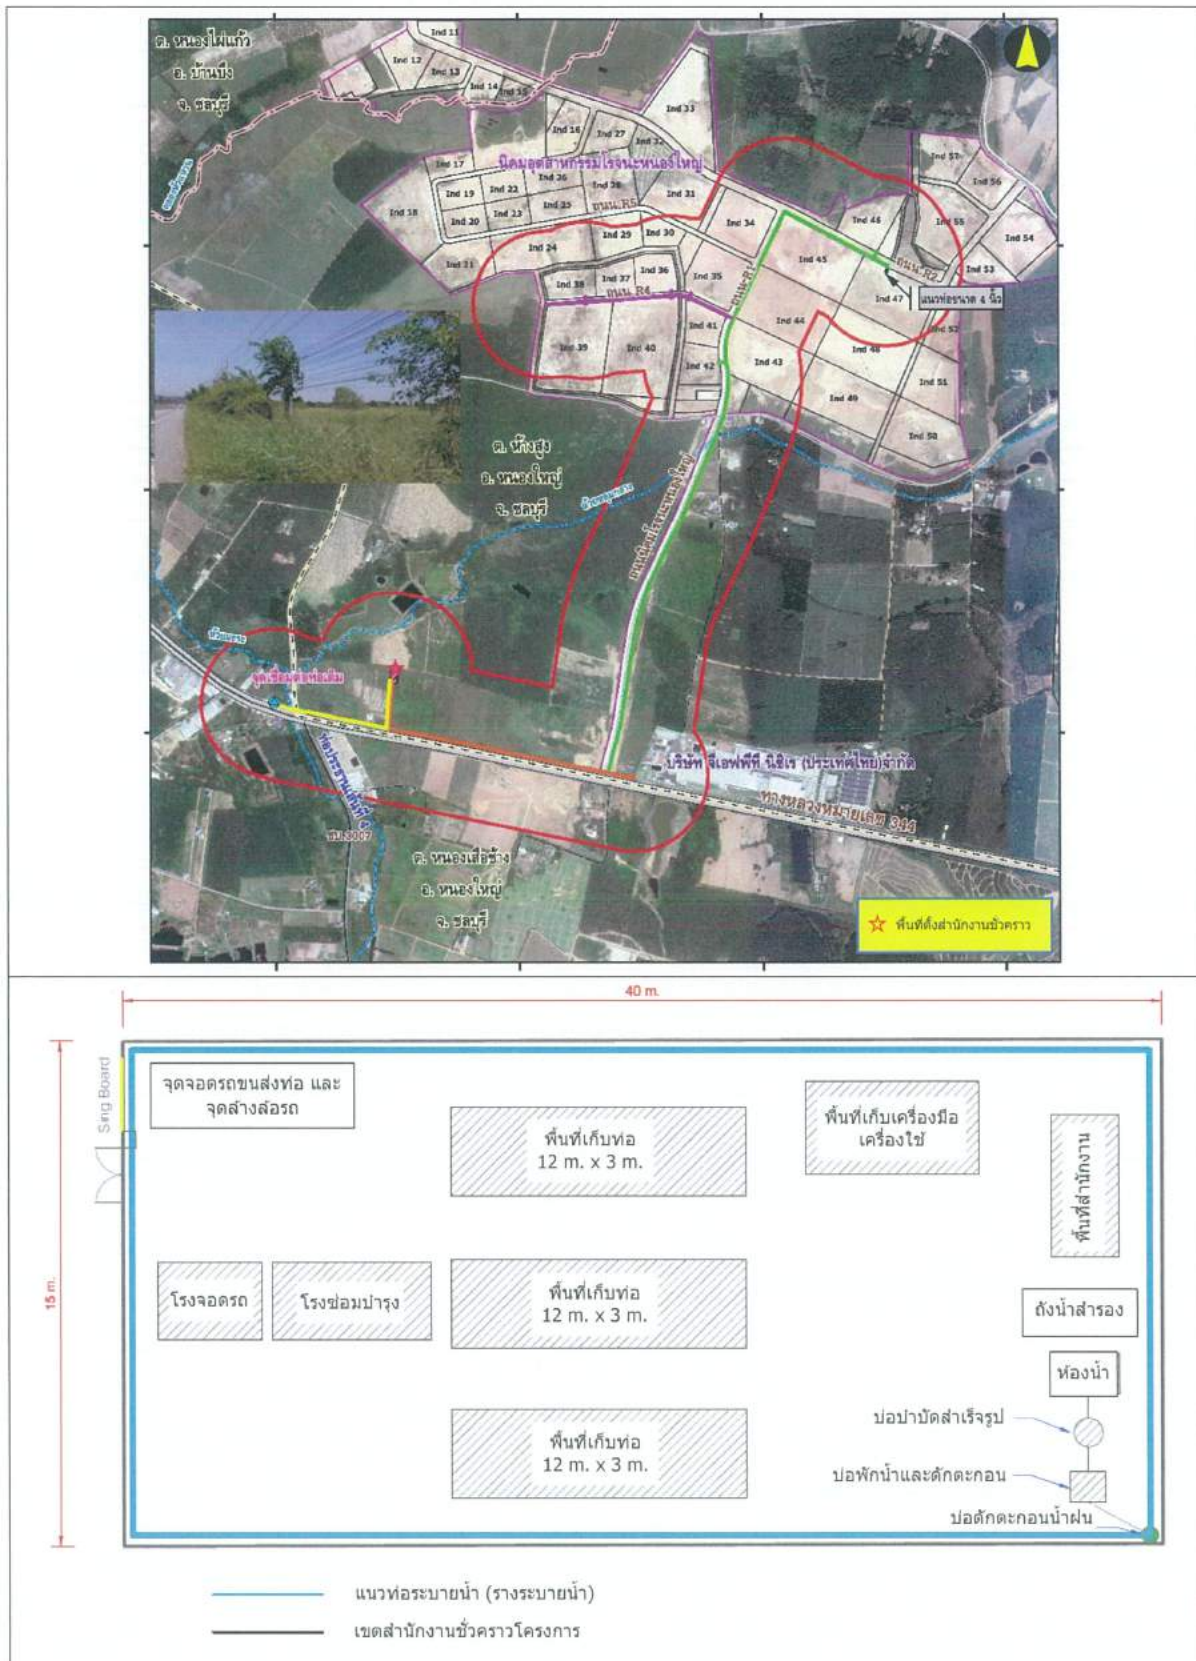 ต. หนองไผ่แก้ว
อ. บ้านบึง
จ. ชลบุรี
Ind 11
Ind 12
Ind 13
Ind 14
Ind 15
Ind 33
Ind 16
Ind 27
Ind 32
นิคมอุตสาหกรรมโรจนะหนองใหญ่
Ind 17
Ind 57
Ind 56
Ind 19
Ind 22
Ind 26
Ind 28
Ind 31
Ind 18
Ind 20
Ind 23
Ind 25
ถนน R5
Ind 34
Ind 46
Ind 55
Ind 54
Ind 29
Ind 30
Ind 21
Ind 24
Ind 36
Ind 35
ถนน R1
Ind 45
ถนน R2
Ind 53
Ind 38
Ind 37
ถนน R4
Ind 47
แนวท่อขนาด 4 นิ้ว
Ind 41
Ind 44
Ind 52
Ind 39
Ind 40
Ind 42
Ind 43
Ind 48
Ind 51
Ind 49
Ind 50
ต. ห้างสูง
อ. หนองใหญ่
จ. ชลบุรี
จุดเชื่อมต่อท่อเดิม
ท่อประธานเส้นที่ 4
ชบ.3007
บริษัท จีเอฟพีที นิชิเร (ประเทศไทย)จำกัด
ทางหลวงหมายเลข 344
ต. หนองเสือช้าง
อ. หนองใหญ่
จ. ชลบุรี
พื้นที่ตั้งสำนักงานชั่วคราว
40 m.
15 m.
Sing Board
จุดจอดรถขนส่งท่อ และ
จุดล้างล้อรถ
พื้นที่เก็บท่อ
12 m. x 3 m.
พื้นที่เก็บเครื่องมือ
เครื่องใช้
พื้นที่สำนักงาน
โรงจอดรถ
โรงซ่อมบำรุง
พื้นที่เก็บท่อ
12 m. x 3 m.
ถังน้ำสำรอง
ห้องน้ำ
บ่อบำบัดสำเร็จรูป
พื้นที่เก็บท่อ
12 m. x 3 m.
บ่อพักน้ำและดักตะกอน
บ่อดักตะกอนน้ำฝน
แนวท่อระบายน้ำ (รางระบายน้ำ)
เขตสำนักงานชั่วคราวโครงการ